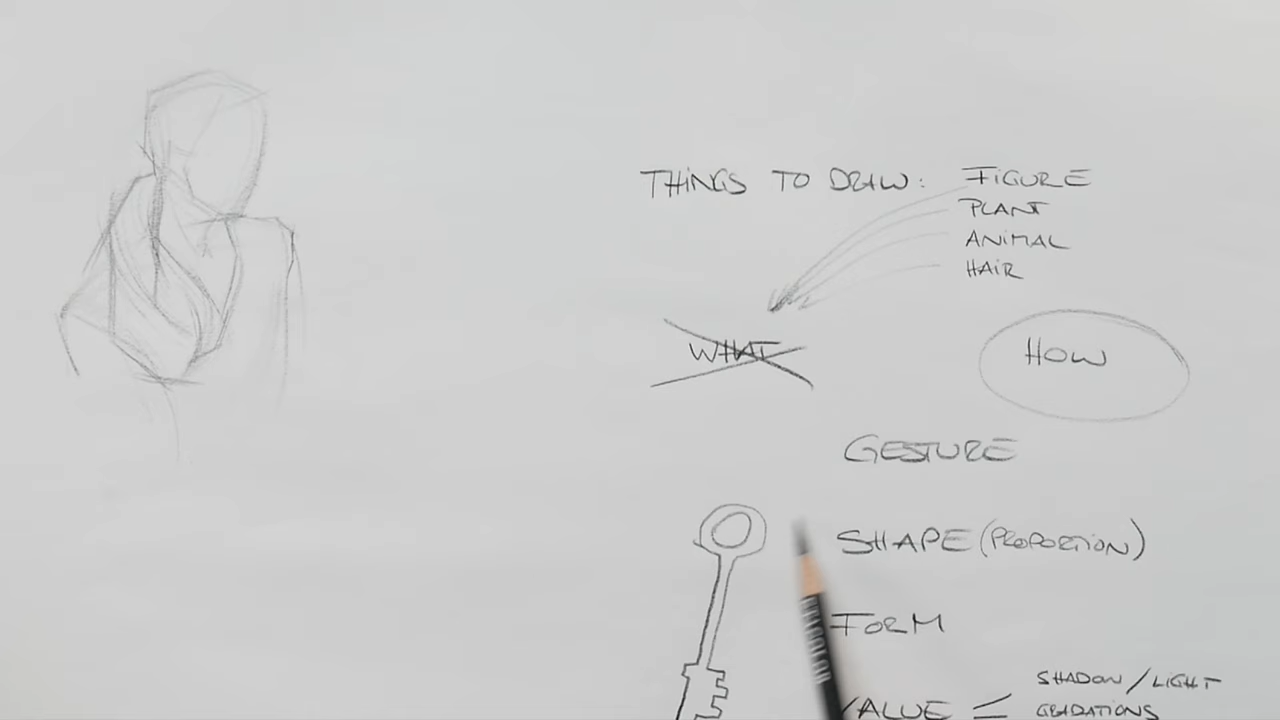 THINGS TO DRAW: FIGURE
PLANT
ANIMAL
HAIR
WHAT
HOW
GESTURE
SHAPE (PROPORTION)
FORM
VALUE
SHADOW / LIGHT
GRADATIONS